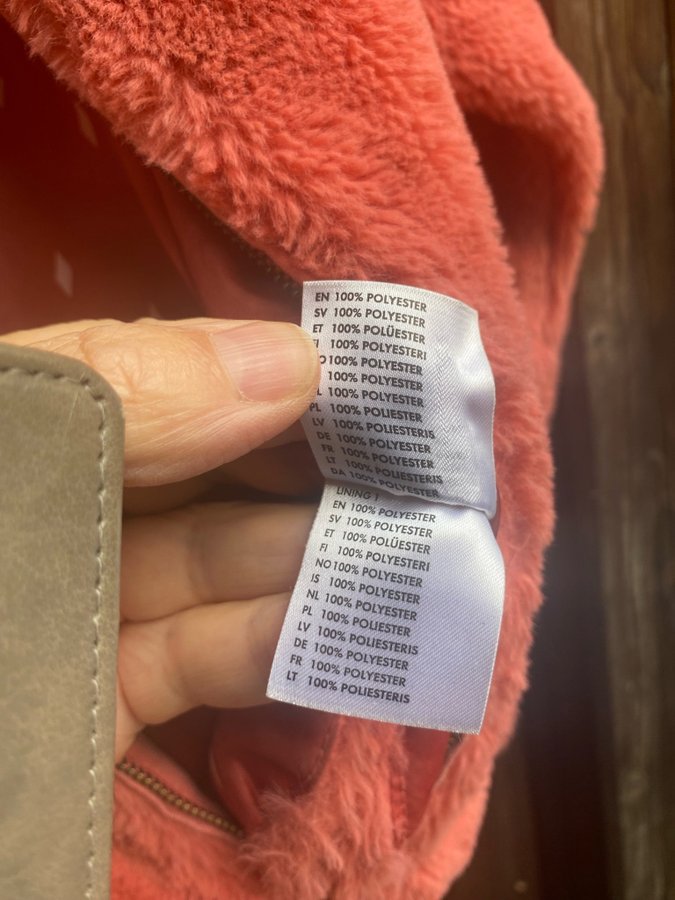 EN 100% POLYESTER
SV 100% POLYESTER
ET 100% POLÜESTER
100% POLYESTERI
100% POLYESTER
100% POLYESTER
100% POLYESTER
PL 100% POLIESTER
LV 100% POLIESTERIS
DE 100% POLYESTER
FR 100% POLYESTER
LT 100% POLIESTERIS
DA 100% POLYESTER
LINING 1
EN 100% POLYESTER
SV 100% POLYESTER
ET 100% POLÜESTER
FI 100% POLYESTERI
NO100% POLYESTER
IS 100% POLYESTER
NL 100% POLYESTER
PL 100% POLIESTER
LV 100% POLIESTERIS
DE 100% POLYESTER
FR 100% POLYESTER
LT 100% POLIESTERIS